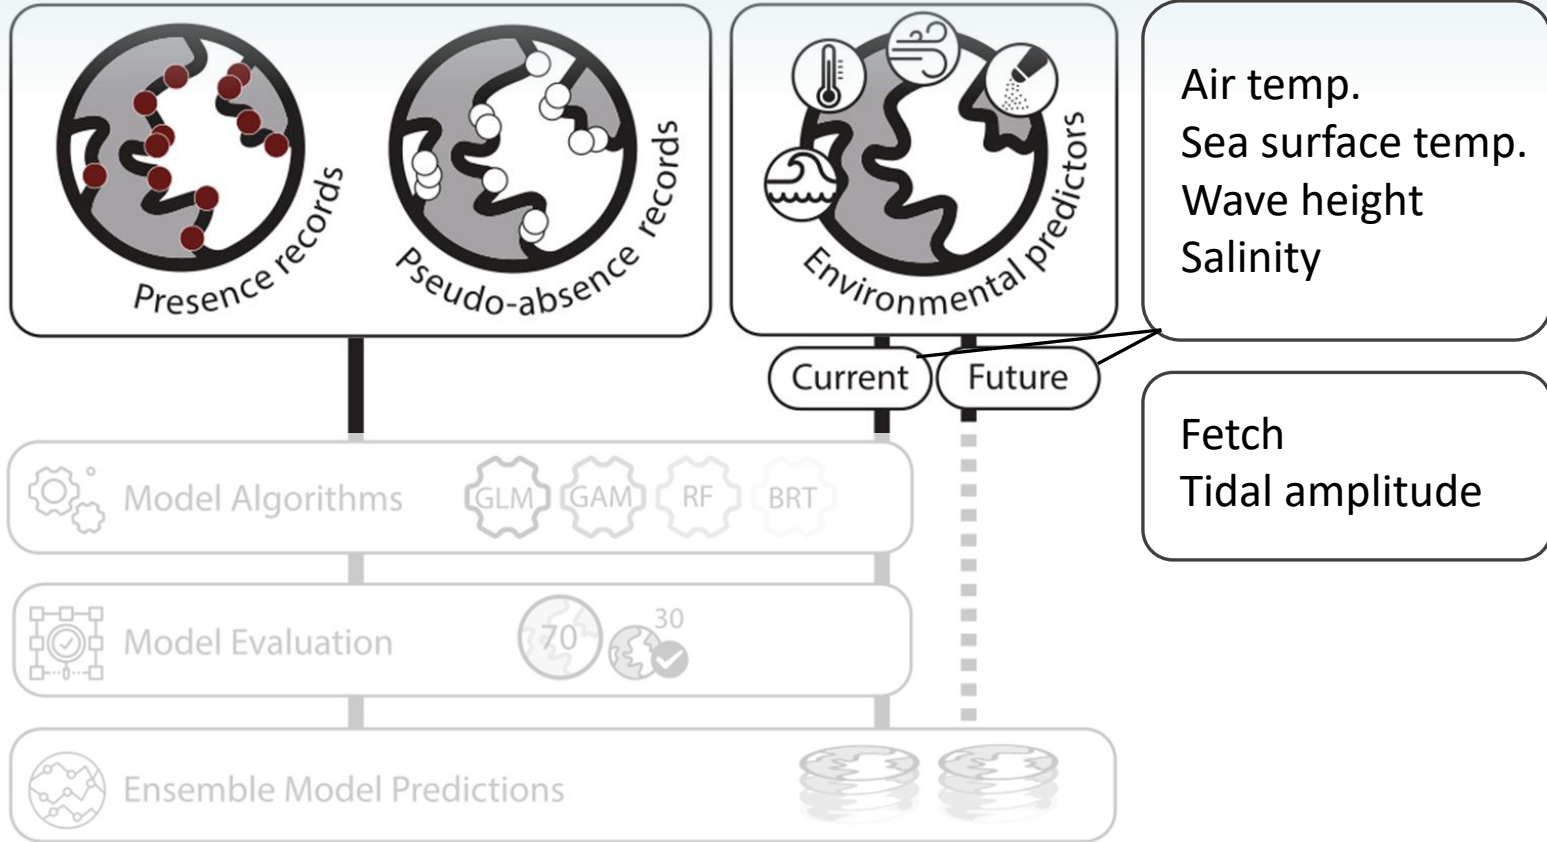 Presence records
Pseudo-absence records
Environmental predictors
Air temp.
Sea surface temp.
Wave height
Salinity
Current
Future
Fetch
Tidal amplitude
Model Algorithms
GLM
GAM
RF
BRT
Model Evaluation
70
30
Ensemble Model Predictions